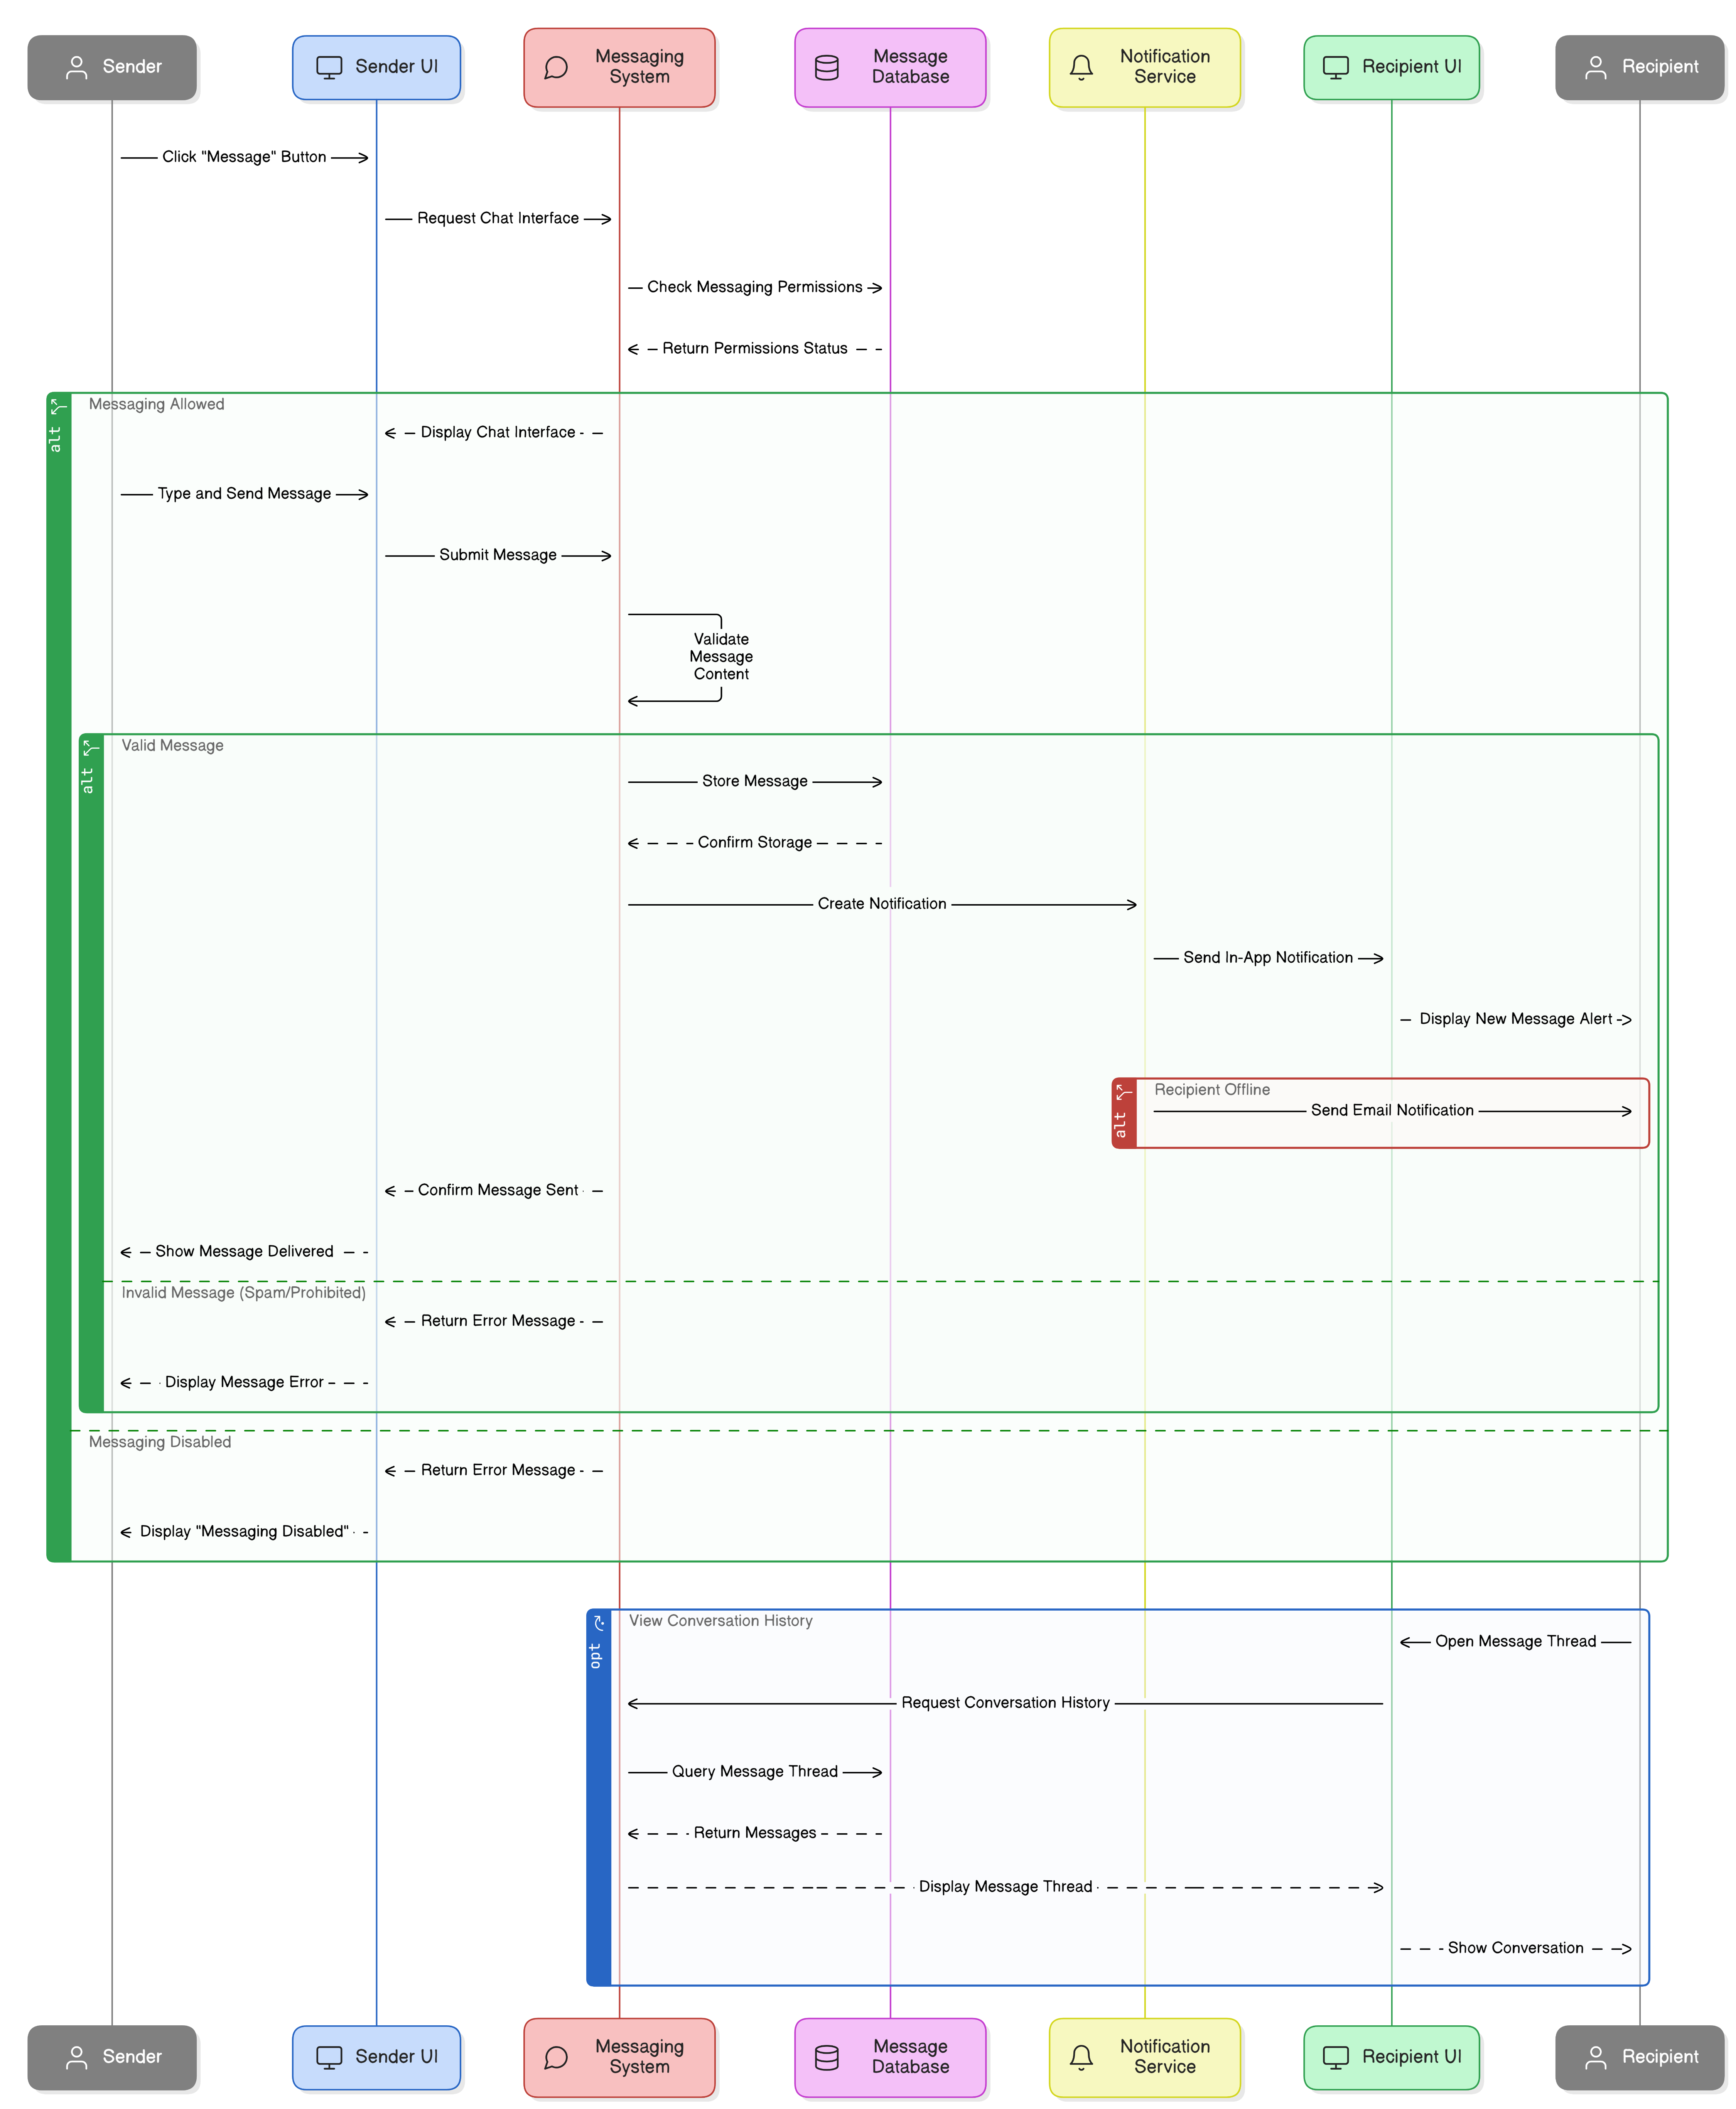 Sender
Sender UI
Messaging
System
Message
Database
Notification
Service
Recipient UI
Recipient
Click "Message" Button
Request Chat Interface
Check Messaging Permissions
Return Permissions Status
alt
Messaging Allowed
Display Chat Interface
Type and Send Message
Submit Message
Validate
Message
Content
alt
Valid Message
Store Message
Confirm Storage
Create Notification
Send In-App Notification
Display New Message Alert
alt
Recipient Offline
Send Email Notification
Confirm Message Sent
Show Message Delivered
Invalid Message (Spam/Prohibited)
Return Error Message
Display Message Error
Messaging Disabled
Return Error Message
Display "Messaging Disabled"
opt
View Conversation History
Open Message Thread
Request Conversation History
Query Message Thread
Return Messages
Display Message Thread
Show Conversation
Sender
Sender UI
Messaging
System
Message
Database
Notification
Service
Recipient UI
Recipient